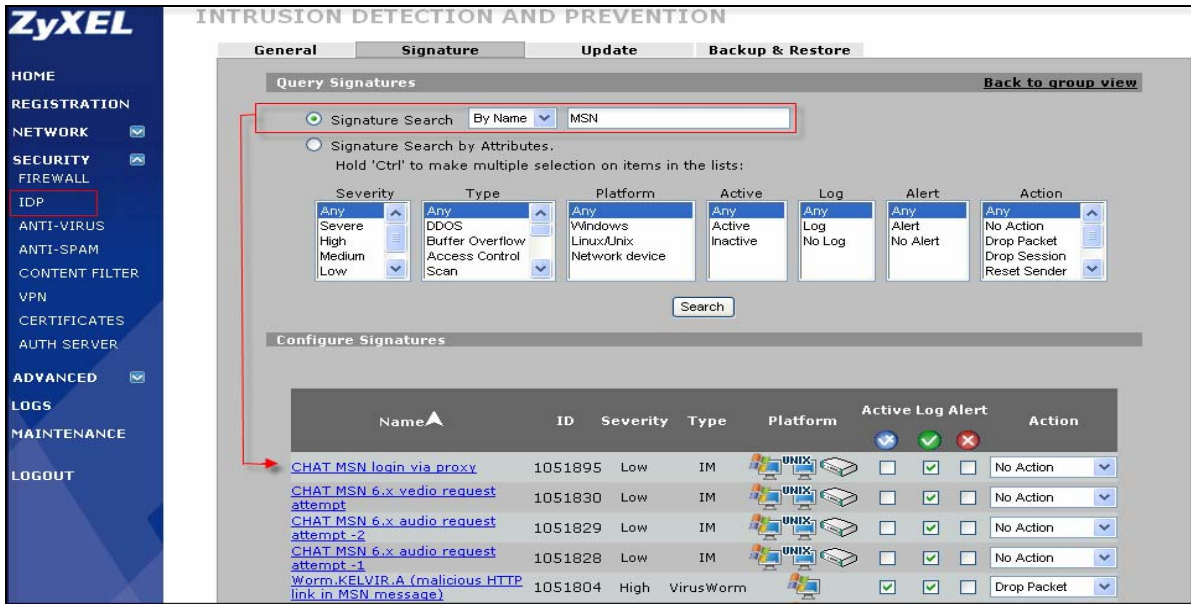 ZyXEL
INTRUSION DETECTION AND PREVENTION
General Signature Update Backup & Restore
HOME
REGISTRATION
NETWORK
SECURITY
FIREWALL
IDP
ANTI-VIRUS
ANTI-SPAM
CONTENT FILTER
VPN
CERTIFICATES
AUTH SERVER
ADVANCED
LOGS
MAINTENANCE
LOGOUT
Query Signatures Back to group view
Signature Search By Name MSN
Signature Search by Attributes.
Hold 'Ctrl' to make multiple selection on items in the lists:
Severity Type Platform Active Log Alert Action
Any Any Any Any Any Any Any
Severe DDOS Windows Active Log Alert No Action
High Buffer Overflow Linux/Unix Inactive No Log No Alert Drop Packet
Medium Access Control Network device Drop Session
Low Scan Reset Sender
Search
Configure Signatures
Name ID Severity Type Platform Active Log Alert Action
CHAT MSN login via proxy 1051895 Low IM UNIX No Action
CHAT MSN 6.x vedio request attempt 1051830 Low IM UNIX No Action
CHAT MSN 6.x audio request attempt -2 1051829 Low IM UNIX No Action
CHAT MSN 6.x audio request attempt -1 1051828 Low IM UNIX No Action
Worm.KELVIR.A (malicious HTTP link in MSN message) 1051804 High VirusWorm Drop Packet